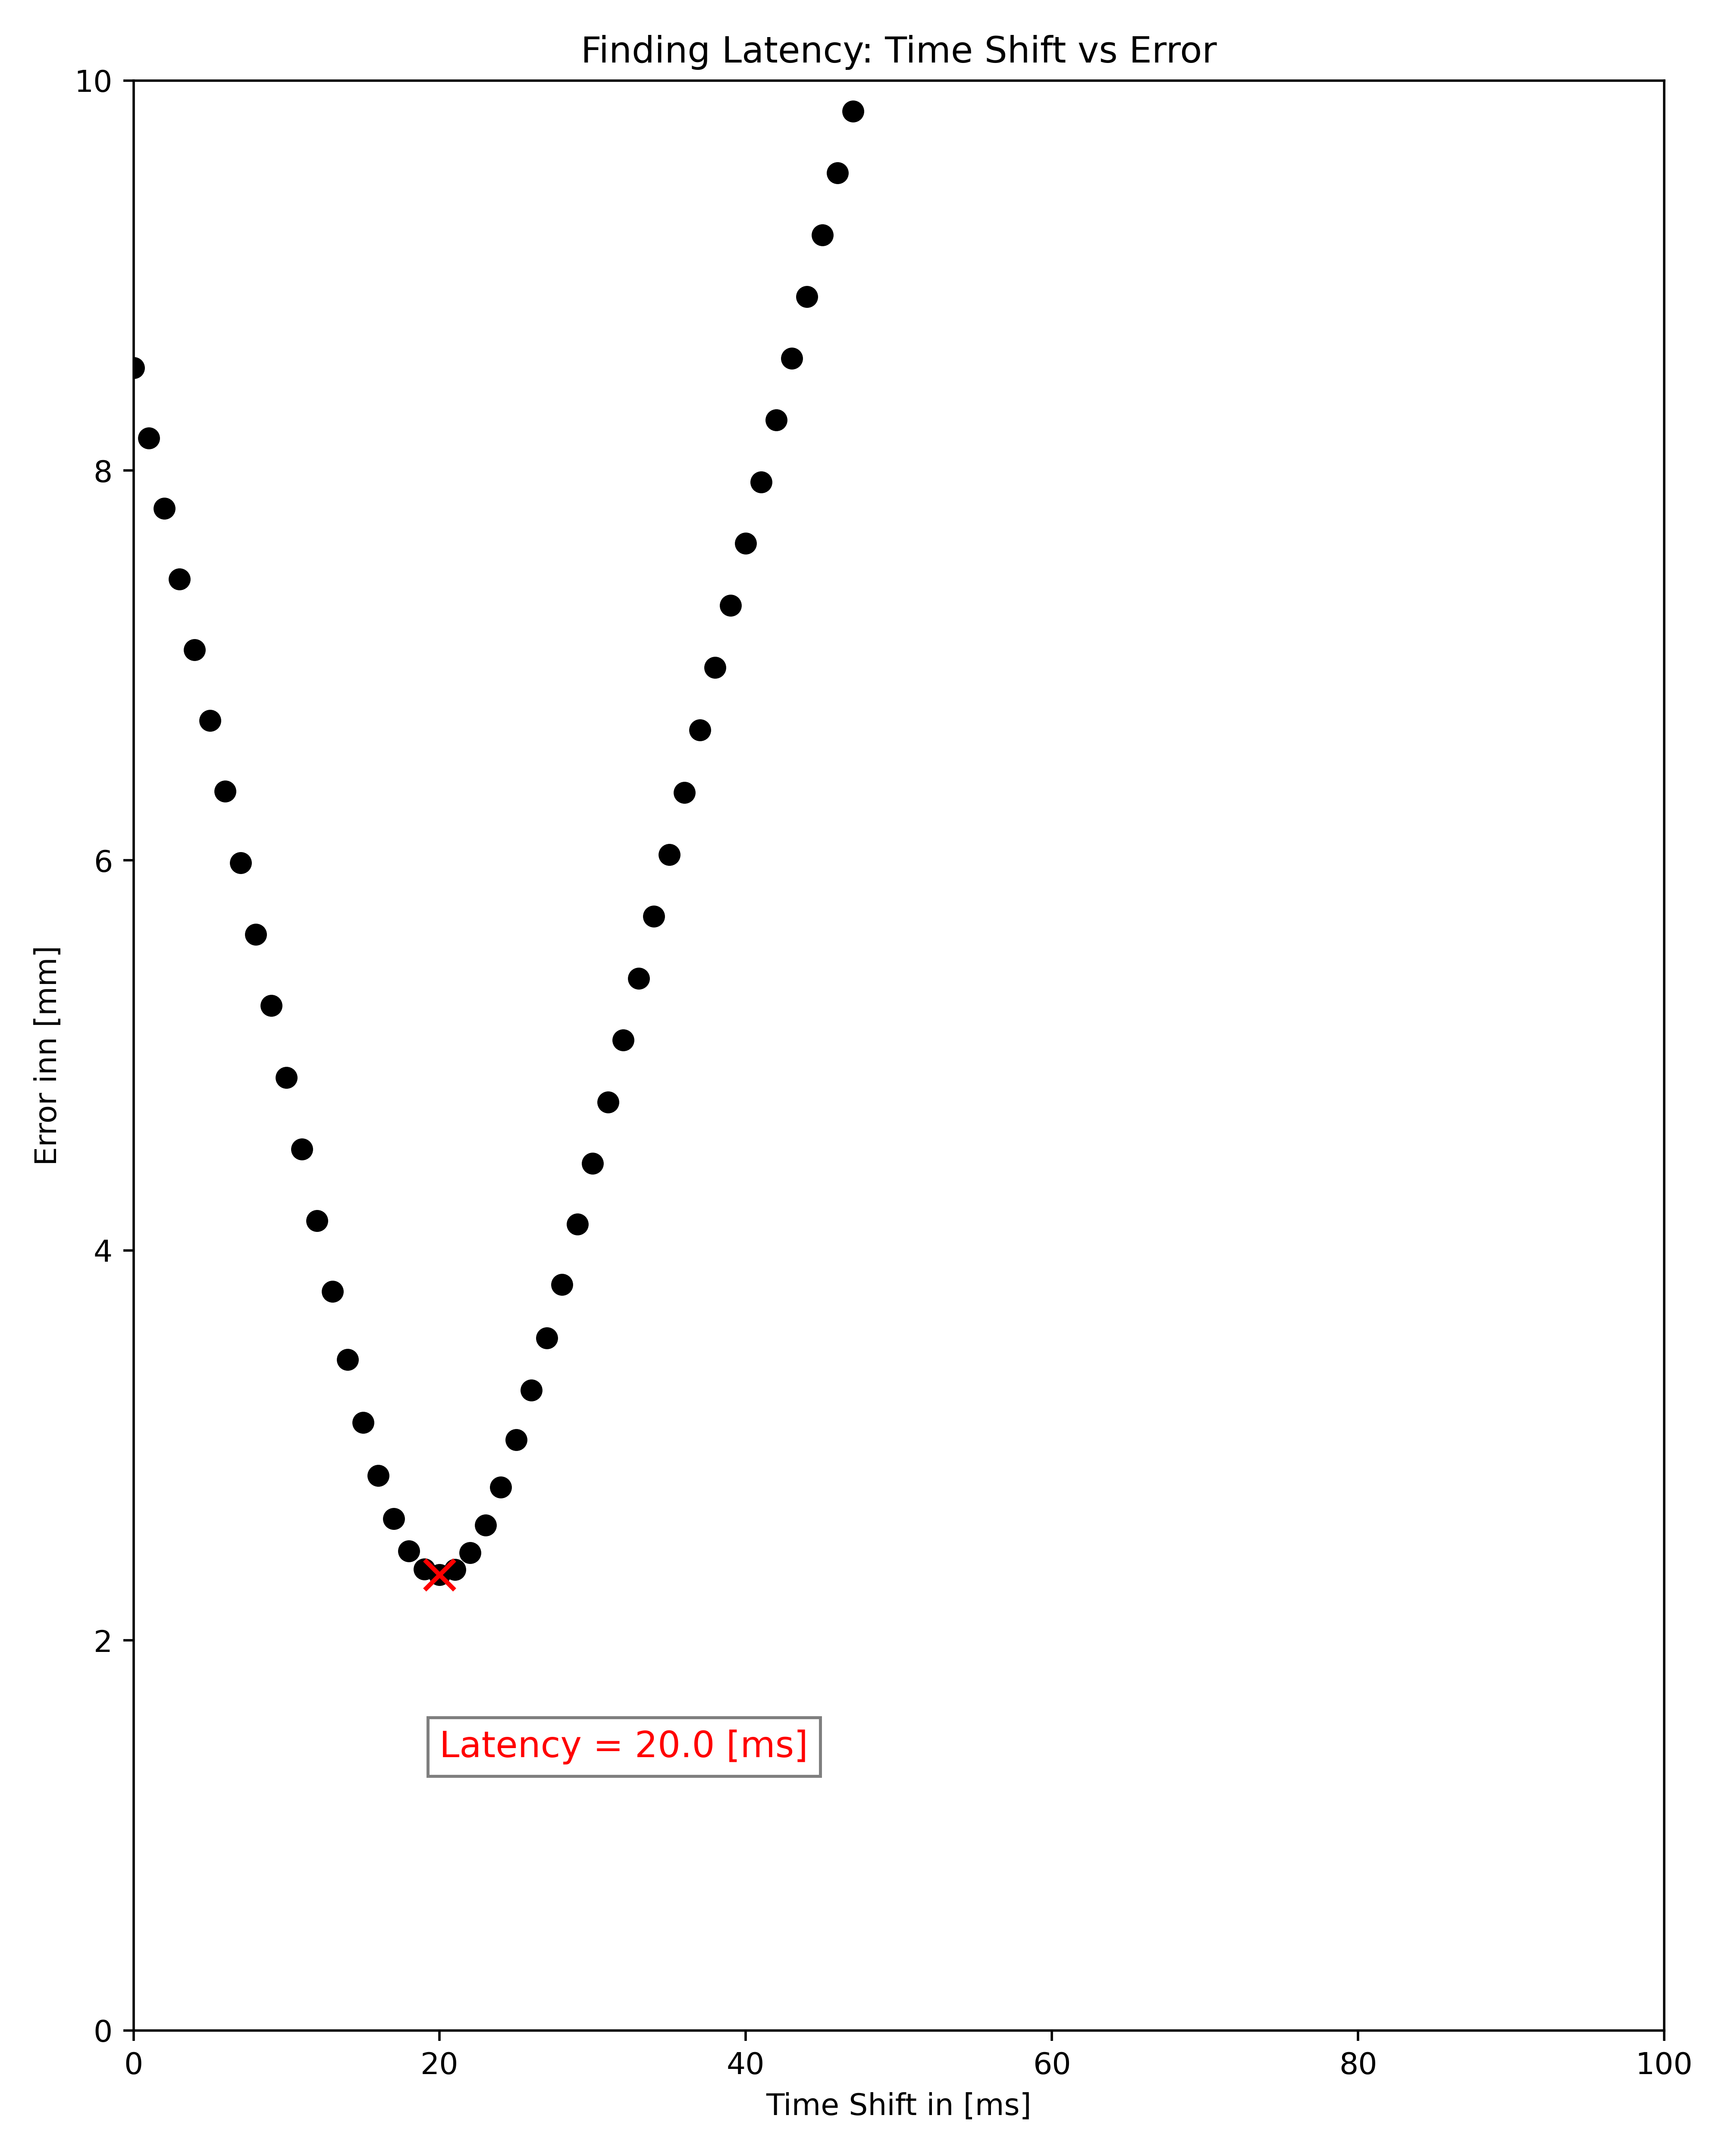 Finding Latency: Time Shift vs Error
10
8
6
4
2
0
Error inn [mm]
Latency = 20.0 [ms]
0 20 40 60 80 100
Time Shift in [ms]